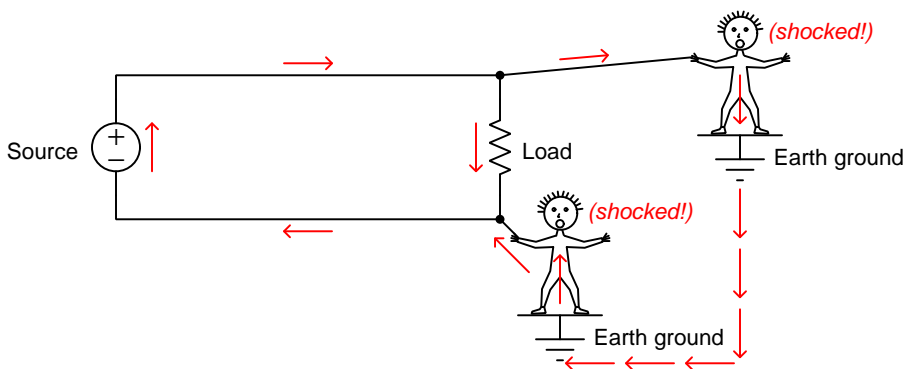 (shocked!)
+
−
Source
Load
Earth ground
(shocked!)
Earth ground